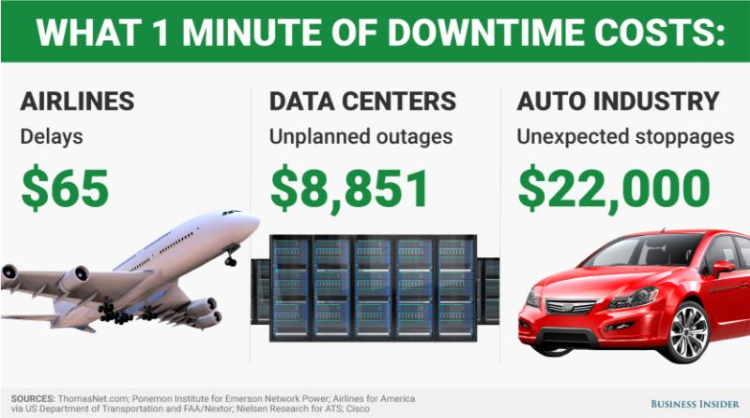 WHAT 1 MINUTE OF DOWNTIME COSTS:
AIRLINES
Delays
$65
DATA CENTERS
Unplanned outages
$8,851
AUTO INDUSTRY
Unexpected stoppages
$22,000
SOURCES: ThomasNet.com; Ponemon Institute for Emerson Network Power; Airlines for America
via US Department of Transportation and FAA/Nextor; Nielsen Research for ATS; Cisco
BUSINESS INSIDER